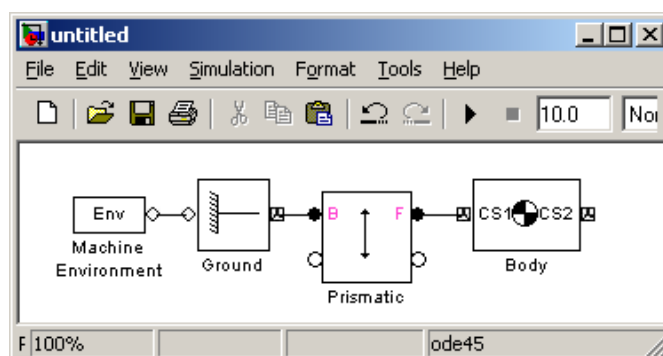 untitled
File Edit View Simulation Format Tools Help
10.0 Nor
Env
B F
CS1 CS2
Machine
Environment
Ground
Prismatic
Body
F 100% ode45